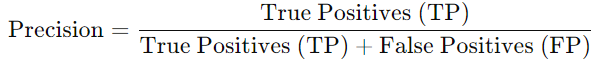 Precision = True Positives (TP) / True Positives (TP) + False Positives (FP)